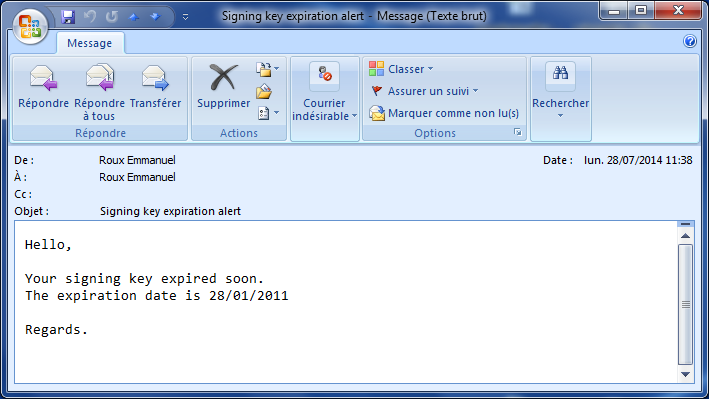 Signing key expiration alert - Message (Texte brut)
Message
Répondre
Répondre à tous
Transférer
Répondre
Supprimer
Actions
Courrier indésirable
Classer
Assurer un suivi
Marquer comme non lu(s)
Options
Rechercher
De : Roux Emmanuel Date : lun. 28/07/2014 11:38
À : Roux Emmanuel
Cc :
Objet : Signing key expiration alert
Hello,
Your signing key expired soon.
The expiration date is 28/01/2011
Regards.